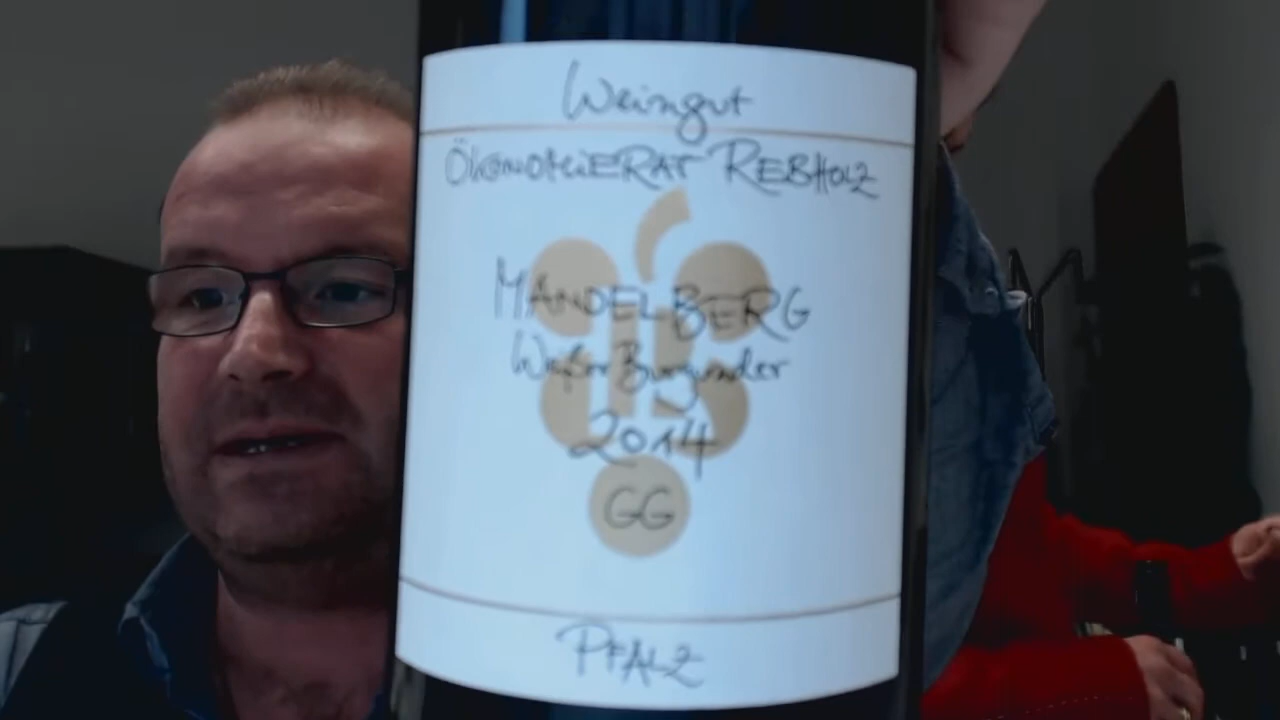 Weingut
ÖKONOMIERAT REBHOLZ
MANDELBERG
Weißer Burgunder
2014
GG
PFALZ